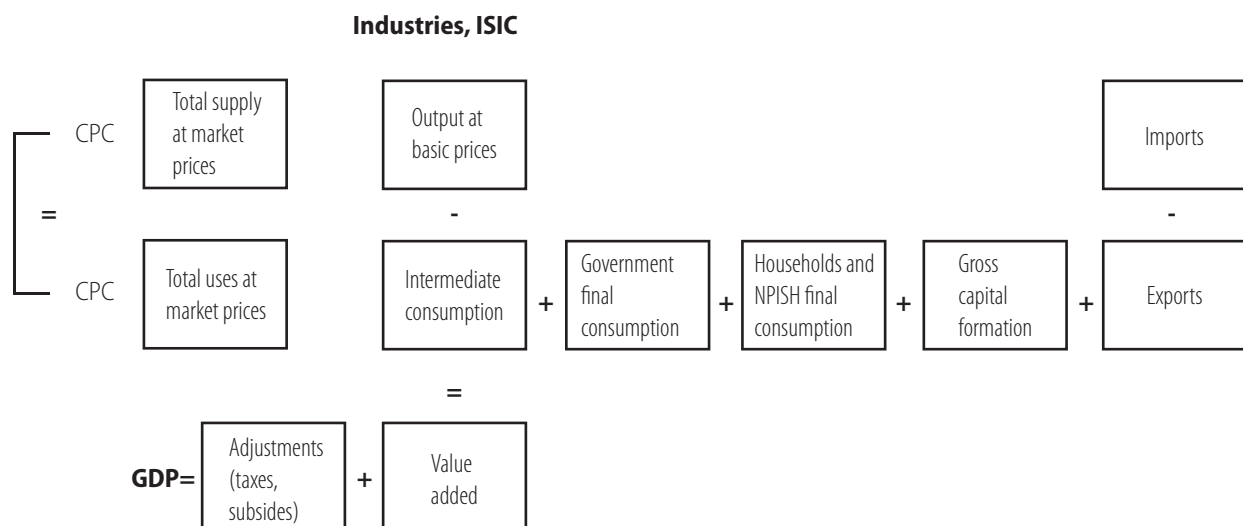 Industries, ISIC
CPC
Total supply
at market
prices
Output at
basic prices
Imports
=
-
-
CPC
Total uses at
market prices
Intermediate
consumption
+
Government
final
consumption
+
Households and
NPISH final
consumption
+
Gross
capital
formation
+
Exports
=
GDP=
Adjustments
(taxes,
subsides)
+
Value
added